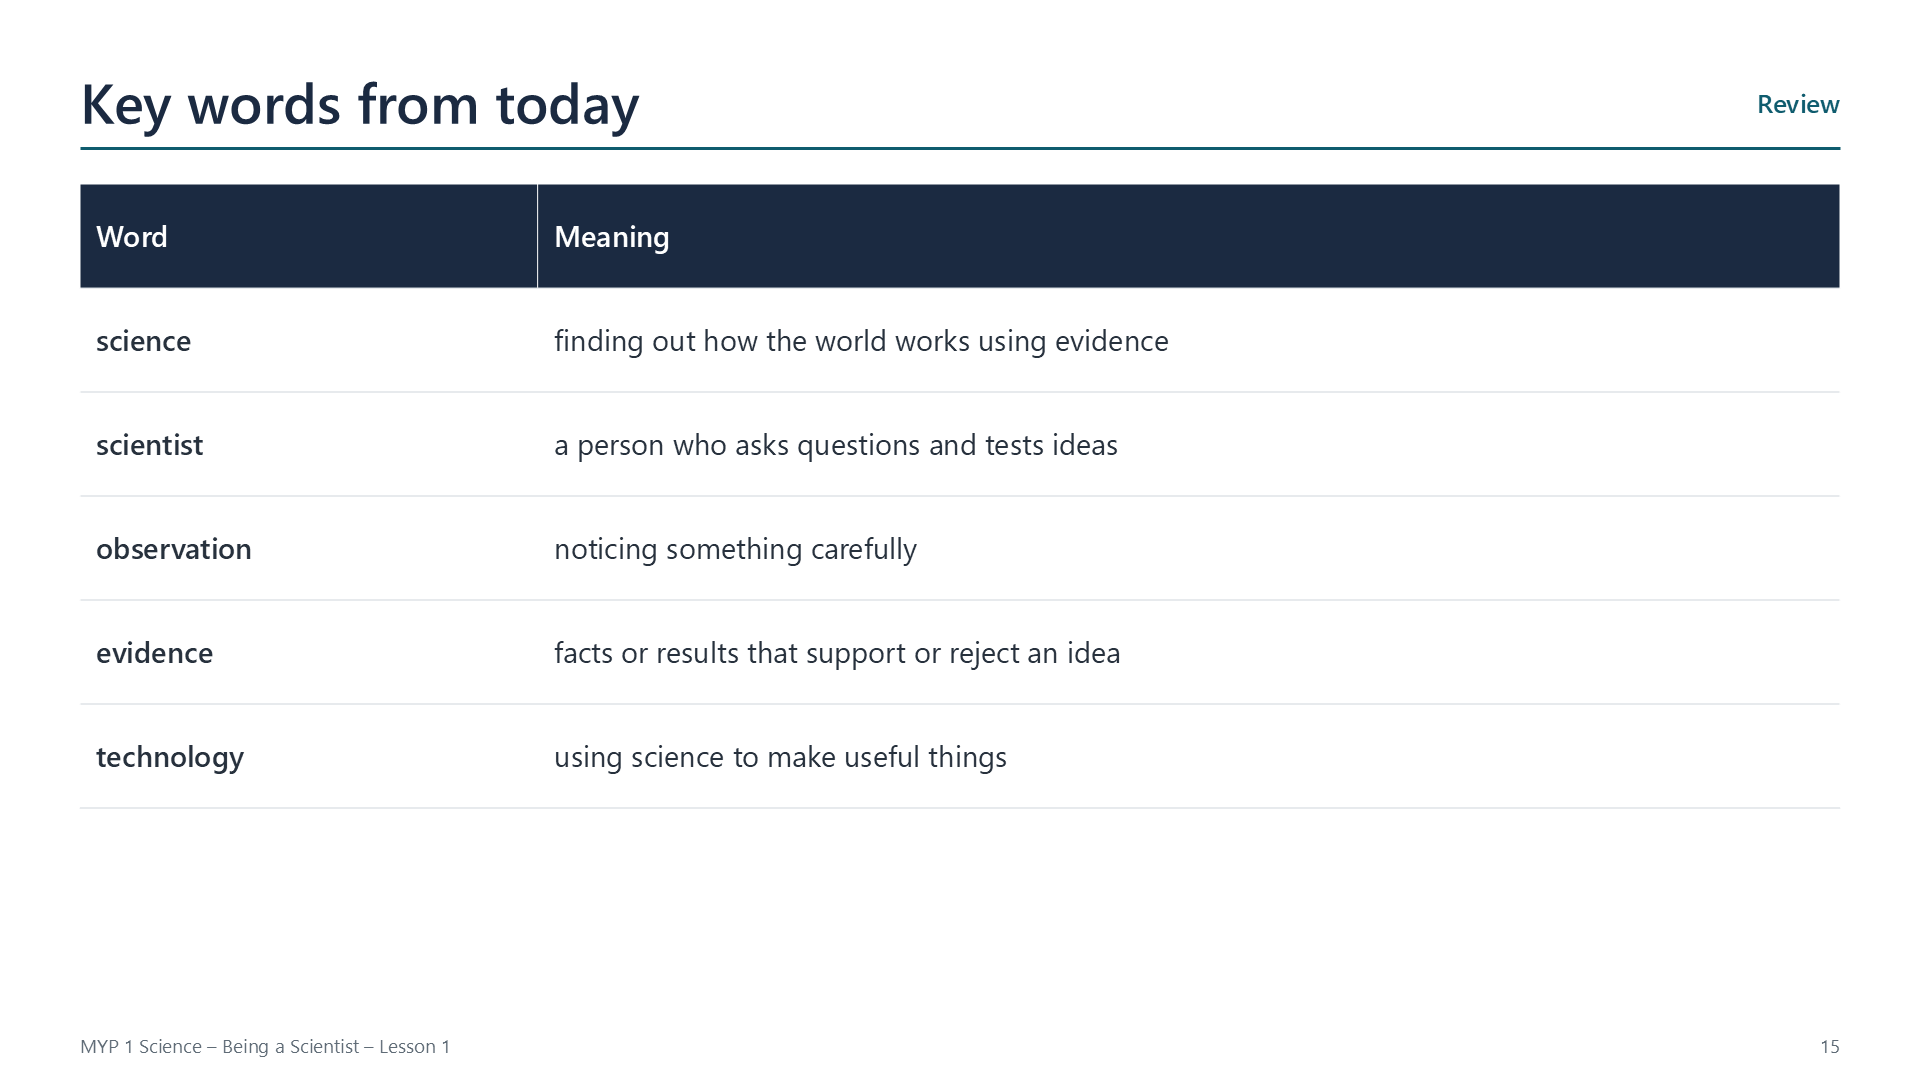 Key words from today
Review
Word Meaning
science finding out how the world works using evidence
scientist a person who asks questions and tests ideas
observation noticing something carefully
evidence facts or results that support or reject an idea
technology using science to make useful things
MYP 1 Science – Being a Scientist – Lesson 1
15